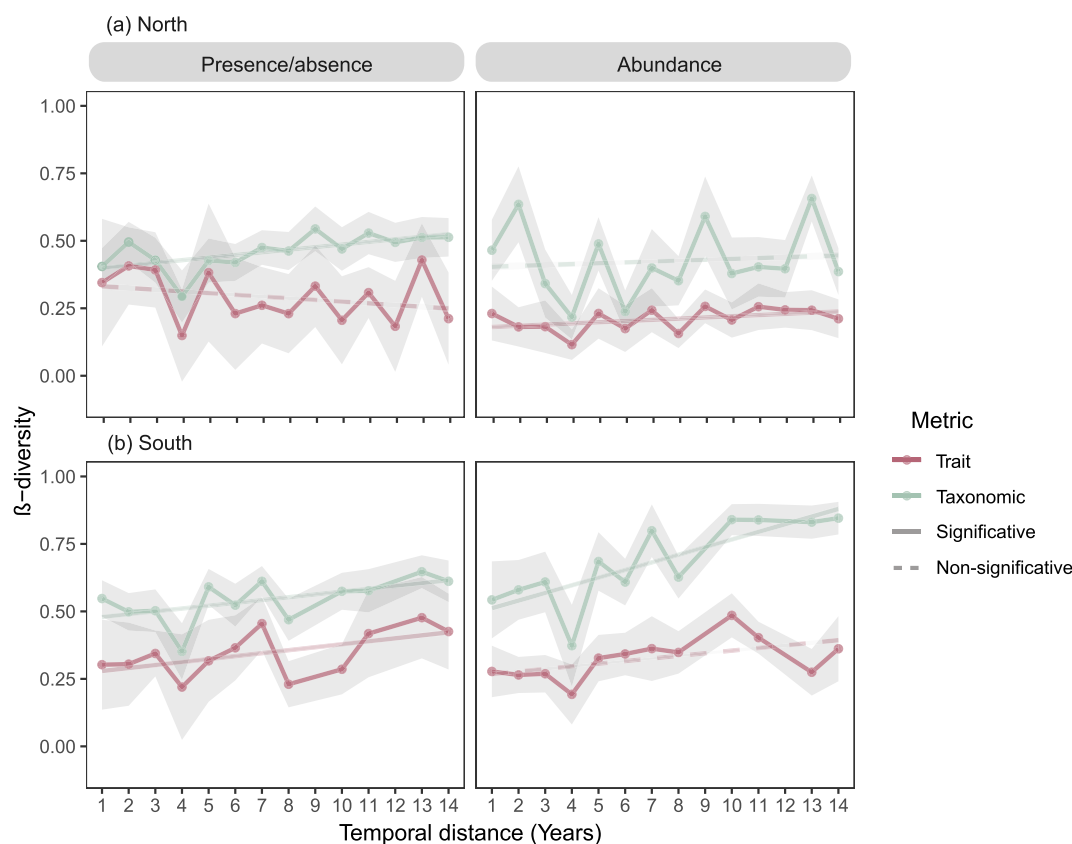 (a) North
Presence/absence
Abundance
1.00
0.75
0.50
0.25
0.00
(b) South
1.00
0.75
0.50
0.25
0.00
ß−diversity
1 2 3 4 5 6 7 8 9 10 11 12 13 14
1 2 3 4 5 6 7 8 9 10 11 12 13 14
Temporal distance (Years)
Metric
Trait
Taxonomic
Significative
Non-significative